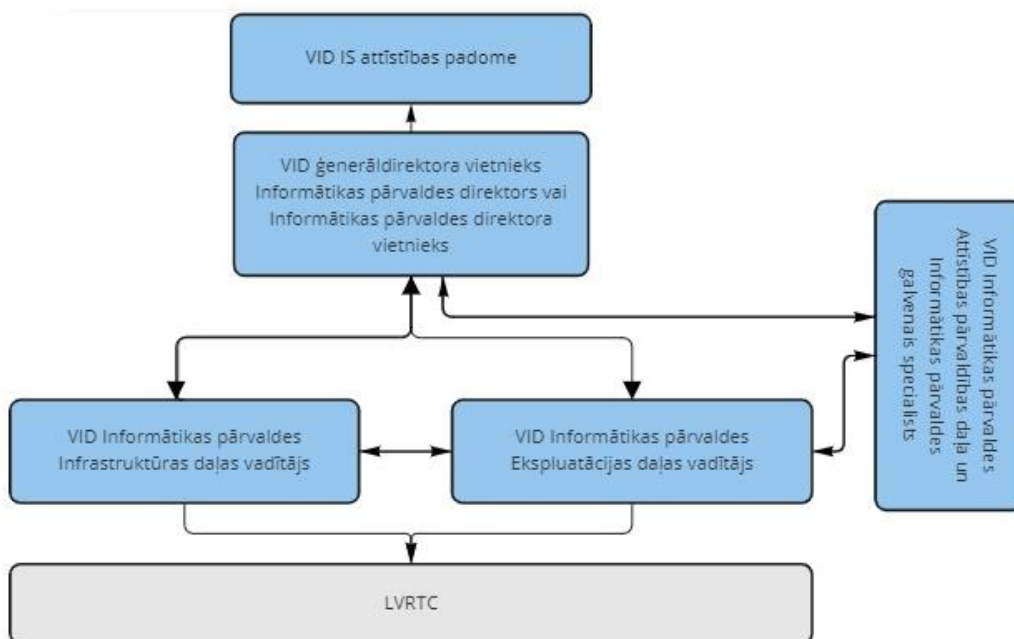 VID IS attīstības padome
VID ģenerāldirektora vietnieks
Informātikas pārvaldes direktors vai
Informātikas pārvaldes direktora
vietnieks
VID Informātikas pārvaldes
Attīstības pārvaldības daļa un
Informātikas pārvaldes
galvenais speciālists
VID Informātikas pārvaldes
Infrastruktūras daļas vadītājs
VID Informātikas pārvaldes
Ekspluatācijas daļas vadītājs
LVRTC